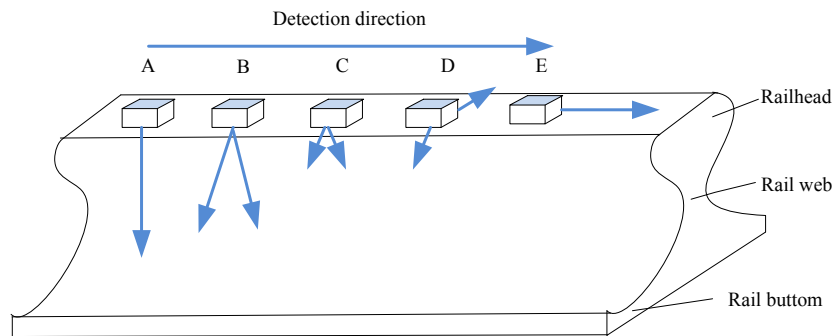 Detection direction
A B C D E
Railhead
Rail web
Rail buttom